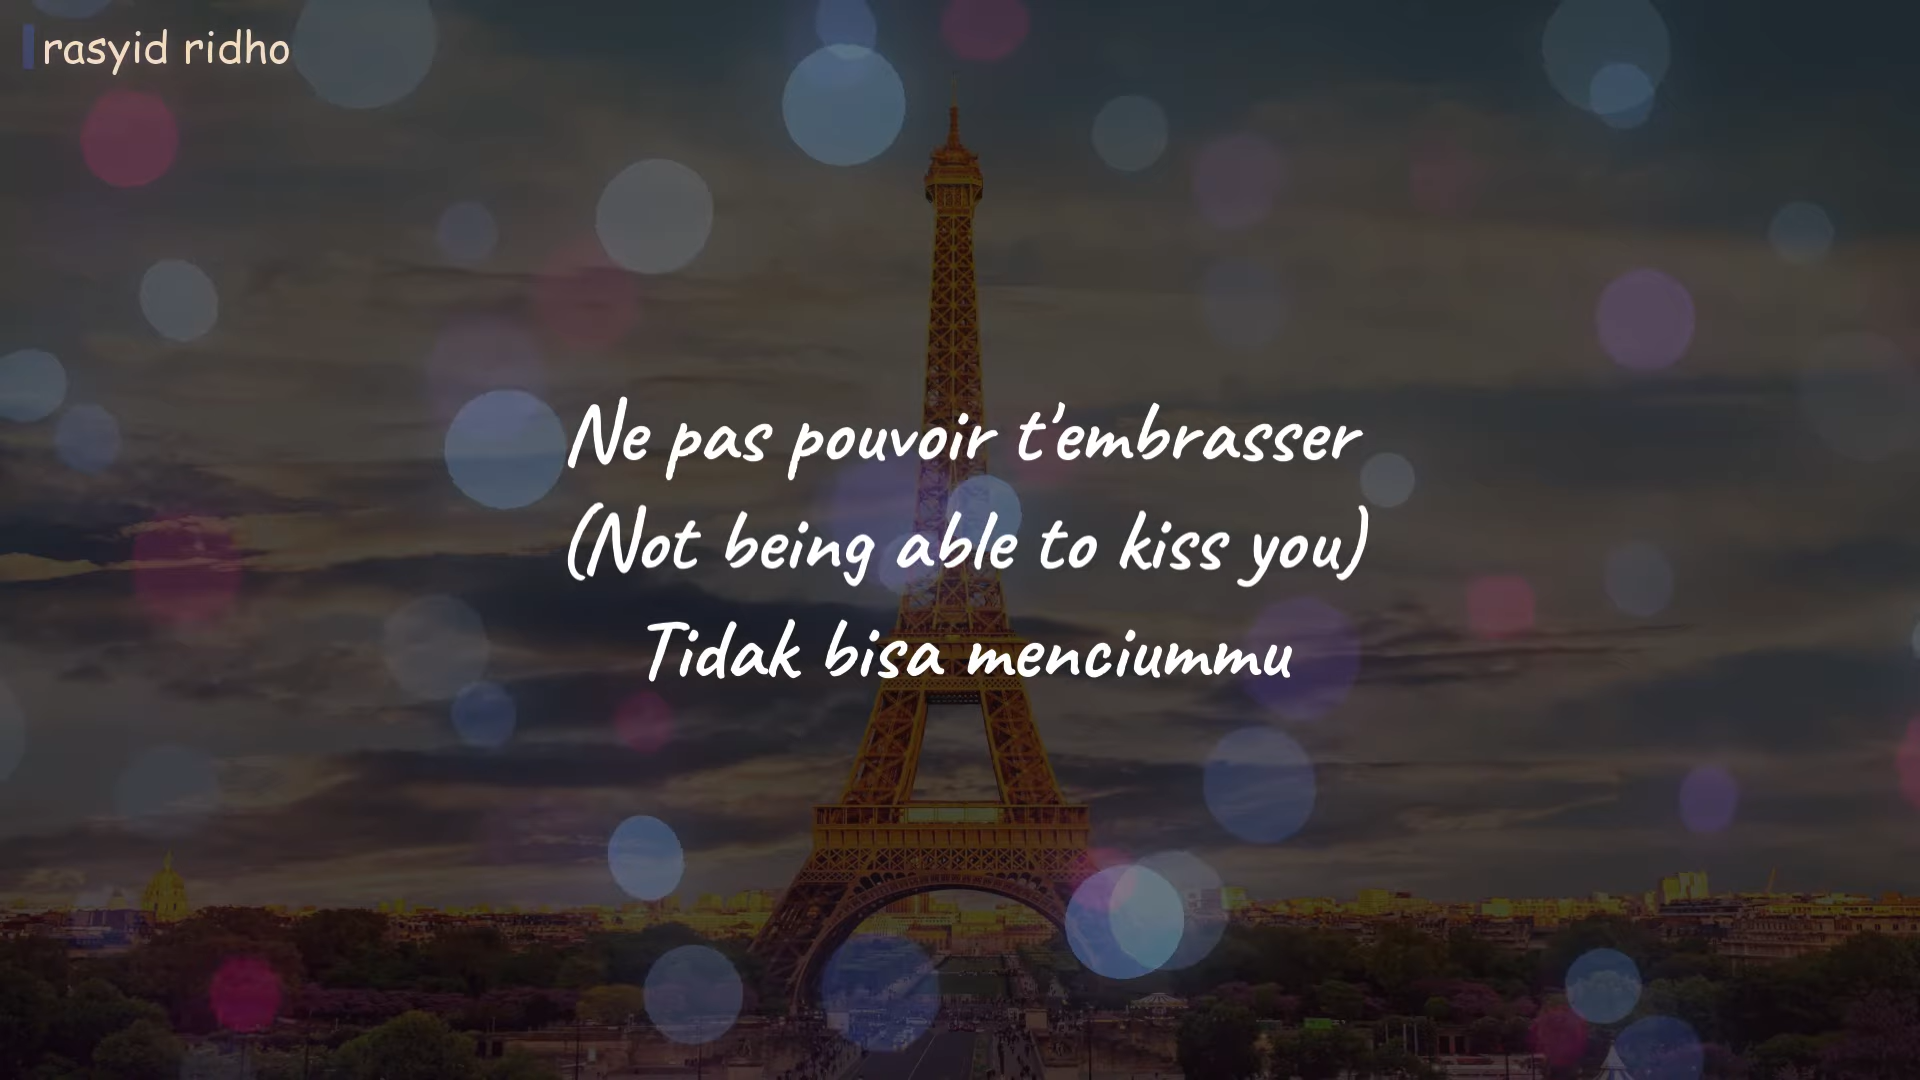 rasyid ridho
Ne pas pouvoir t'embrasser
(Not being able to kiss you)
Tidak bisa menciummu